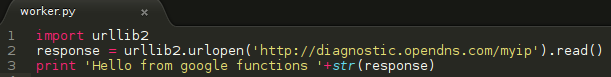 worker.py ×
1 import urllib2
2 response = urllib2.urlopen('http://diagnostic.opendns.com/myip').read()
3 print 'Hello from google functions '+str(response)